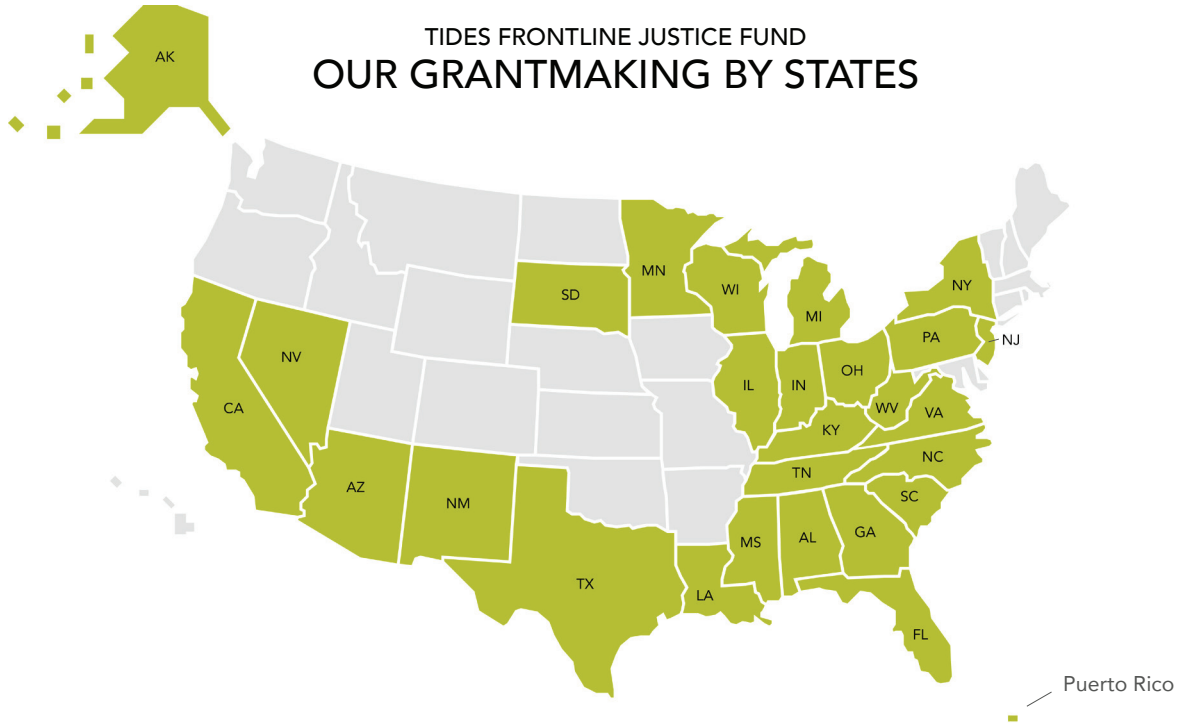 TIDES FRONTLINE JUSTICE FUND
OUR GRANTMAKING BY STATES
AK
MN
SD
WI
NY
MI
PA
NJ
NV
IL
IN
OH
CA
WV
VA
KY
NC
TN
AZ
NM
SC
MS
AL
GA
TX
LA
FL
Puerto Rico